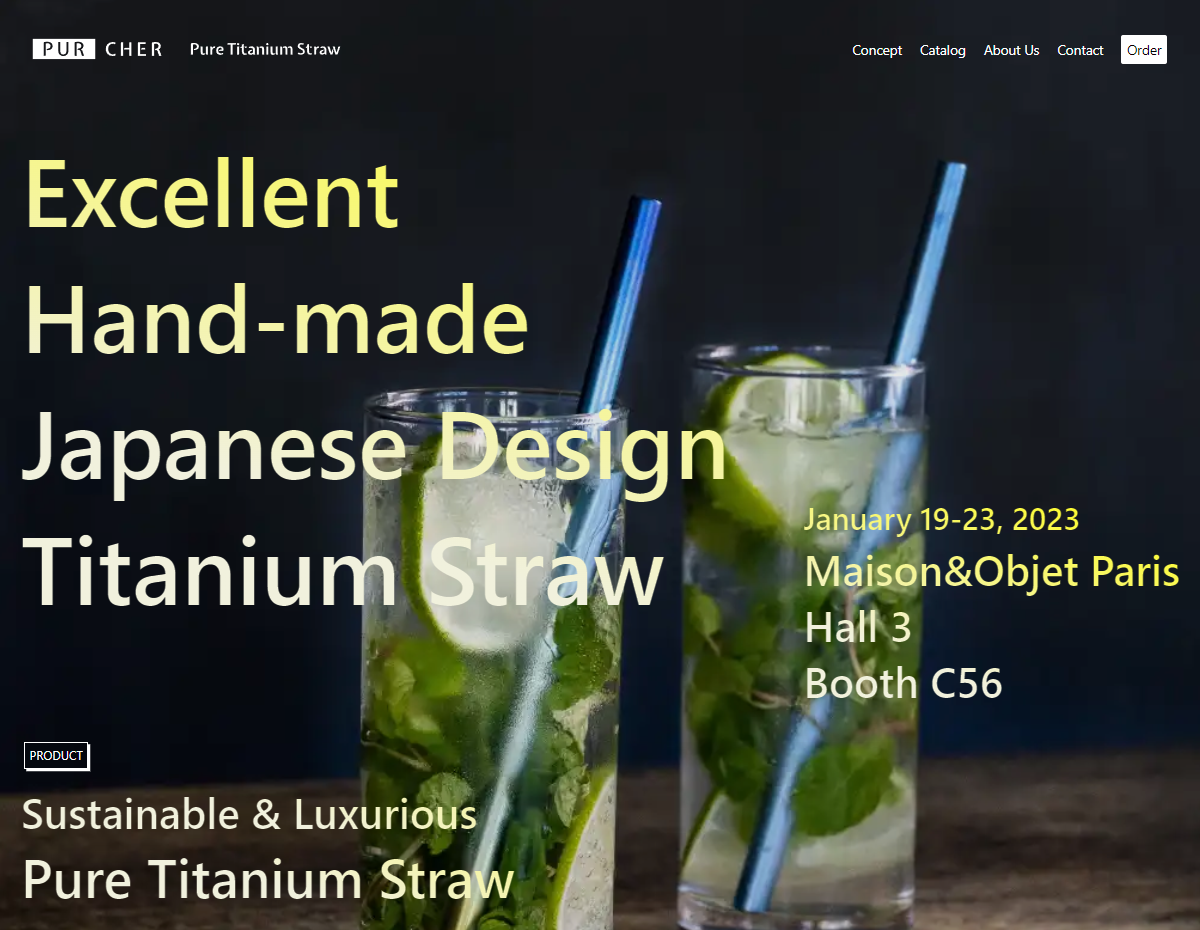 PUR CHER Pure Titanium Straw
Concept Catalog About Us Contact Order
Excellent
Hand-made
Japanese Design
Titanium Straw
January 19-23, 2023
Maison&Objet Paris
Hall 3
Booth C56
PRODUCT
Sustainable & Luxurious
Pure Titanium Straw